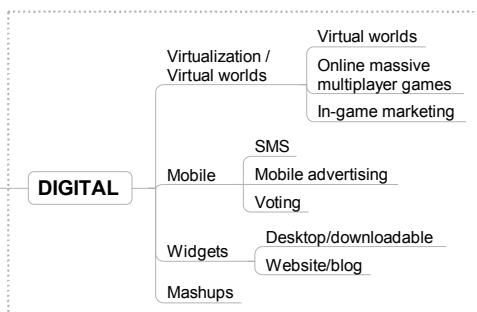 DIGITAL
Virtualization /
Virtual worlds
Virtual worlds
Online massive
multiplayer games
In-game marketing
Mobile
SMS
Mobile advertising
Voting
Widgets
Desktop/downloadable
Website/blog
Mashups